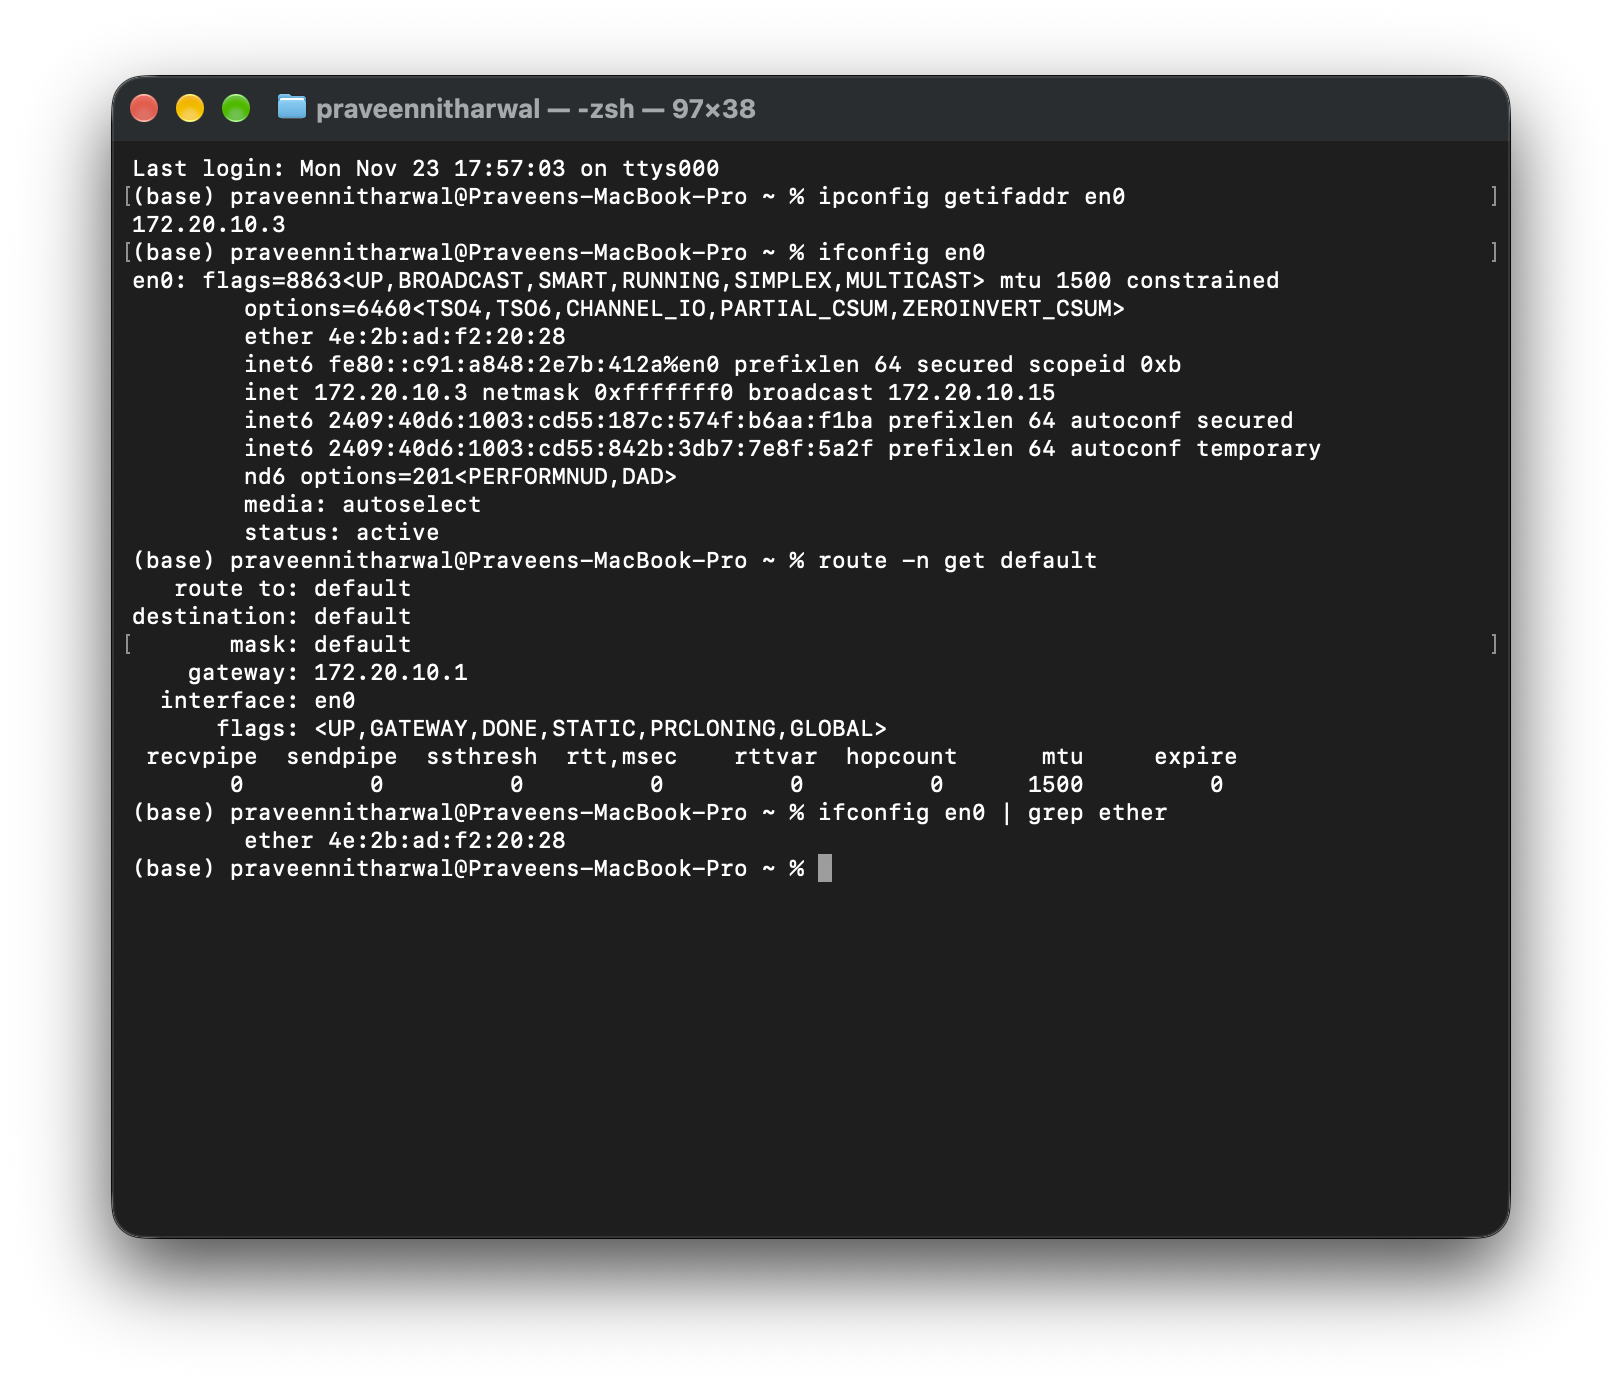 praveennitharwal — -zsh — 97×38
Last login: Mon Nov 23 17:57:03 on ttys000
[(base) praveennitharwal@Praveens-MacBook-Pro ~ % ipconfig getifaddr en0 ]
172.20.10.3
[(base) praveennitharwal@Praveens-MacBook-Pro ~ % ifconfig en0 ]
en0: flags=8863<UP,BROADCAST,SMART,RUNNING,SIMPLEX,MULTICAST> mtu 1500 constrained
        options=6460<TSO4,TSO6,CHANNEL_IO,PARTIAL_CSUM,ZEROINVERT_CSUM>
        ether 4e:2b:ad:f2:20:28
        inet6 fe80::c91:a848:2e7b:412a%en0 prefixlen 64 secured scopeid 0xb
        inet 172.20.10.3 netmask 0xfffffff0 broadcast 172.20.10.15
        inet6 2409:40d6:1003:cd55:187c:574f:b6aa:f1ba prefixlen 64 autoconf secured
        inet6 2409:40d6:1003:cd55:842b:3db7:7e8f:5a2f prefixlen 64 autoconf temporary
        nd6 options=201<PERFORMNUD,DAD>
        media: autoselect
        status: active
(base) praveennitharwal@Praveens-MacBook-Pro ~ % route -n get default
   route to: default
destination: default
[       mask: default ]
    gateway: 172.20.10.1
  interface: en0
      flags: <UP,GATEWAY,DONE,STATIC,PRCLONING,GLOBAL>
 recvpipe  sendpipe  ssthresh  rtt,msec    rttvar  hopcount      mtu     expire
       0         0         0         0         0         0      1500         0
(base) praveennitharwal@Praveens-MacBook-Pro ~ % ifconfig en0 | grep ether
        ether 4e:2b:ad:f2:20:28
(base) praveennitharwal@Praveens-MacBook-Pro ~ %